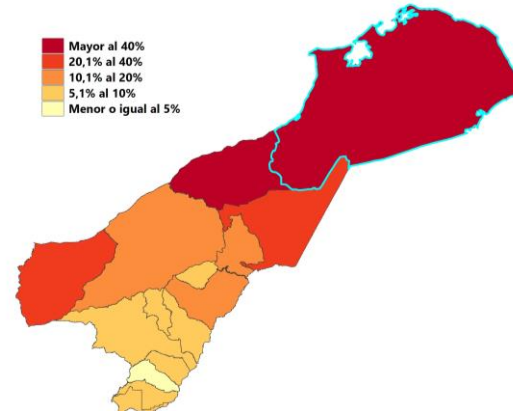 Mayor al 40%
20,1% al 40%
10,1% al 20%
5,1% al 10%
Menor o igual al 5%